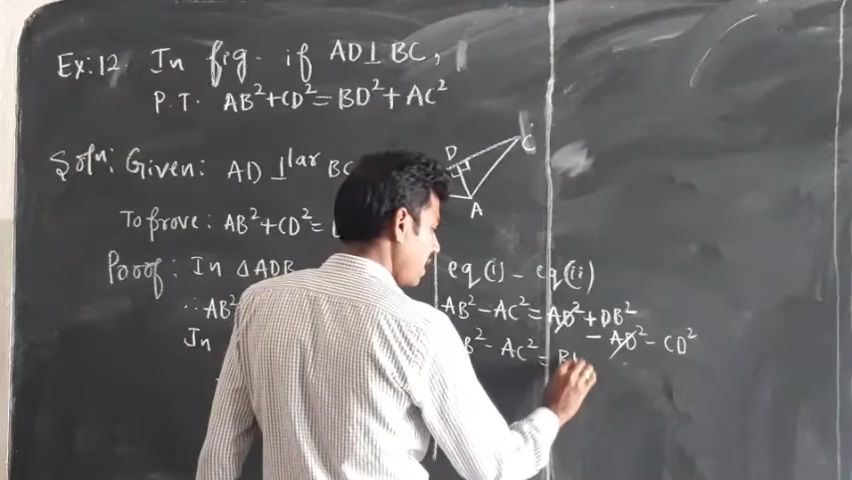 Ex:12. In fig. if AD⊥BC,
P.T. AB²+CD²=BD²+AC²
Soln: Given: AD ⊥lar BC
D
C
A
To prove: AB²+CD²=
Proof: In △ADB
∴AB²
In
eq(i) - eq(ii)
AB²-AC²=AD²+DB²
-AD²-CD²
B²-AC²=